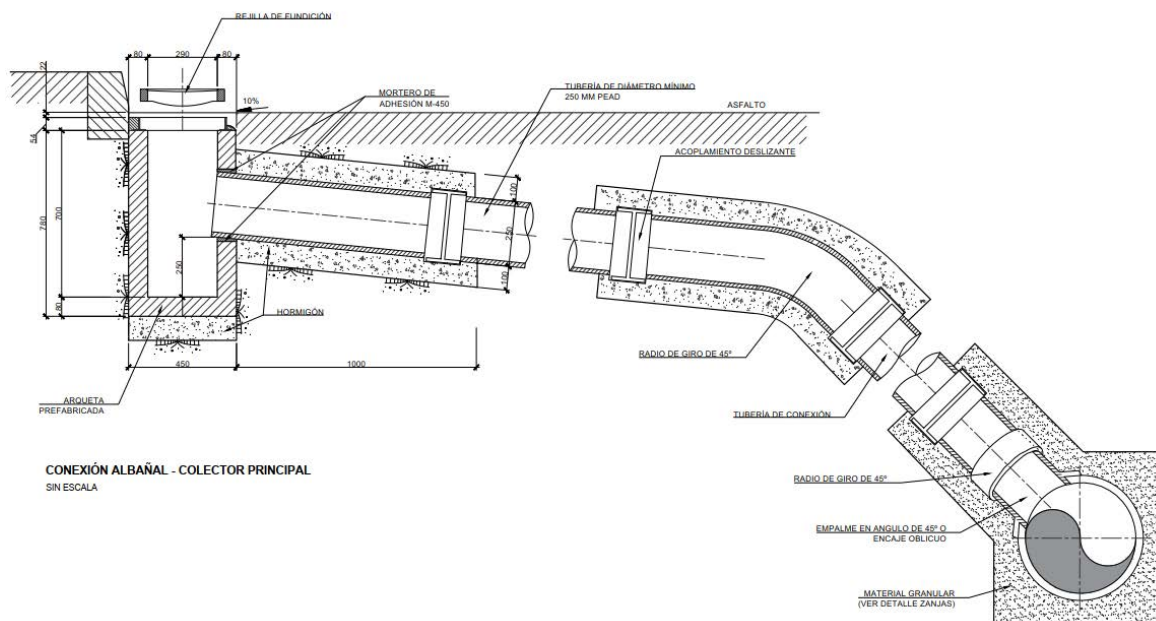 REJILLA DE FUNDICIÓN
80
290
80
22
10%
MORTERO DE
ADHESIÓN M-450
TUBERÍA DE DIÁMETRO MÍNIMO
250 MM PEAD
ASFALTO
54
ACOPLAMIENTO DESLIZANTE
780
700
100
250
100
250
80
HORMIGÓN
450
1000
RADIO DE GIRO DE 45º
ARQUETA
PREFABRICADA
TUBERÍA DE CONEXIÓN
CONEXIÓN ALBAÑAL - COLECTOR PRINCIPAL
SIN ESCALA
RADIO DE GIRO DE 45º
EMPALME EN ANGULO DE 45º O
ENCAJE OBLICUO
MATERIAL GRANULAR
(VER DETALLE ZANJAS)